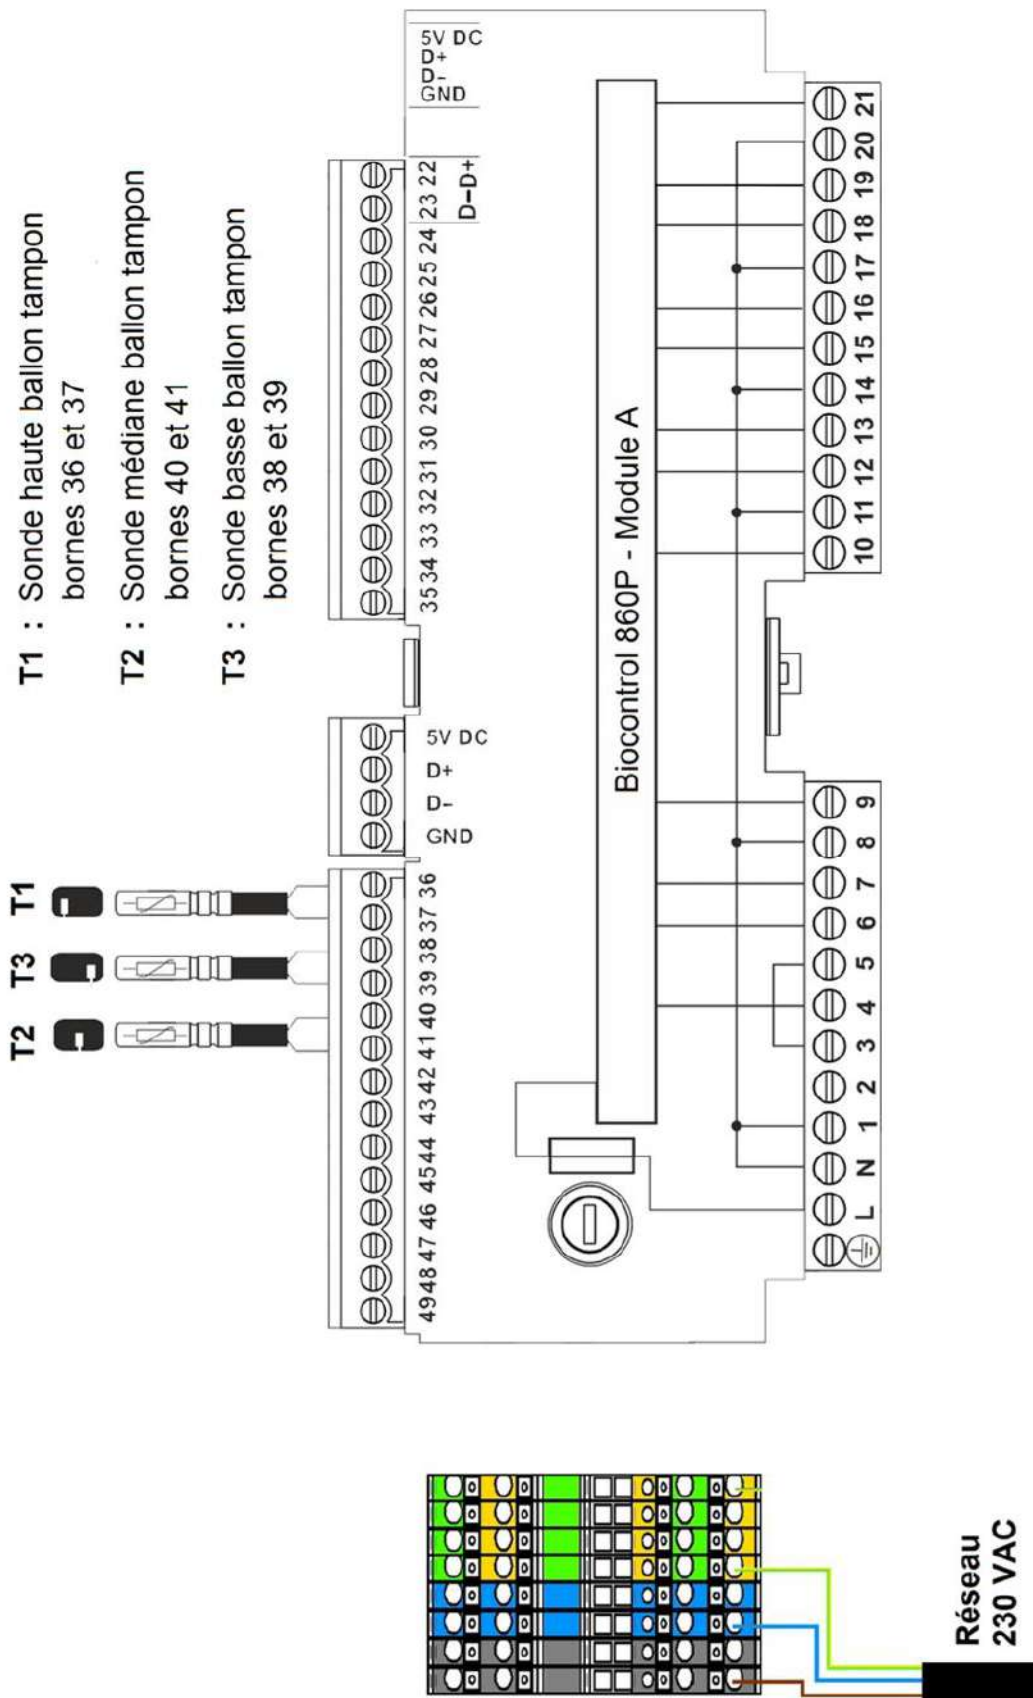 T1 : Sonde haute ballon tampon
bornes 36 et 37
T2 : Sonde médiane ballon tampon
bornes 40 et 41
T3 : Sonde basse ballon tampon
bornes 38 et 39
T2 T3 T1
49 48 47 46 45 44 43 42 41 40 39 38 37 36
GND D- D+ 5V DC
35 34 33 32 31 30 29 28 27 26 25 24 23 22
D- D+
5V DC
D+
D-
GND
Biocontrol 860P - Module A
L N 1 2 3 4 5 6 7 8 9
10 11 12 13 14 15 16 17 18 19 20 21
Réseau
230 VAC